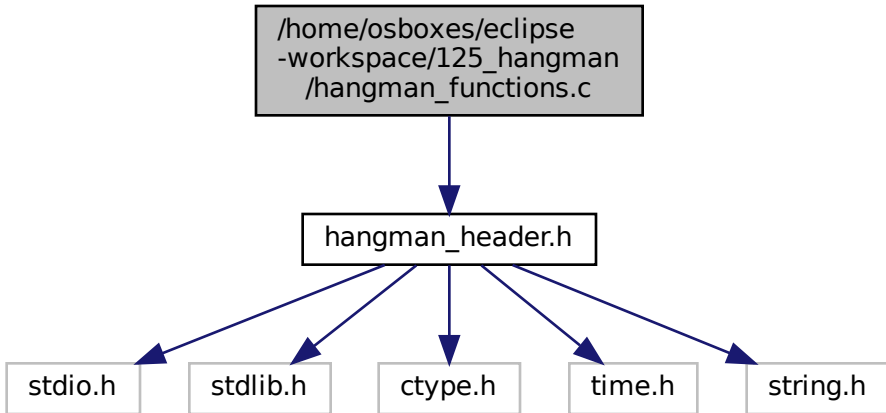 /home/osboxes/eclipse
-workspace/125_hangman
/hangman_functions.c
hangman_header.h
stdio.h
stdlib.h
ctype.h
time.h
string.h